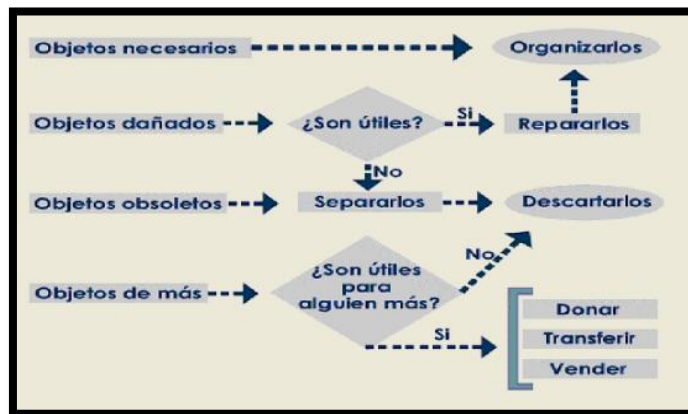 Objetos necesarios
Organizarlos
Objetos dañados
¿Son útiles?
Si
Repararlos
No
Objetos obsoletos
Separarlos
Descartarlos
Objetos de más
¿Son útiles
para
alguien más?
No
Si
Donar
Transferir
Vender